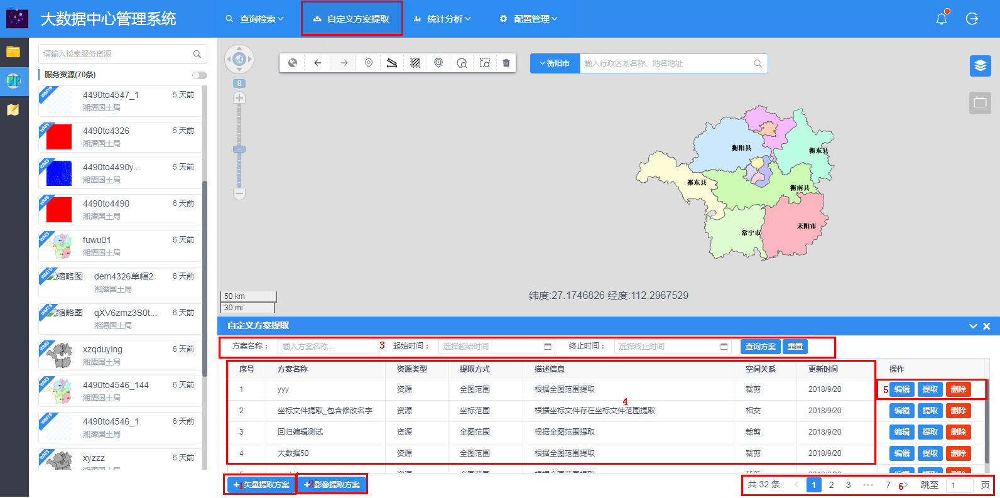 大数据中心管理系统
查询检索
自定义方案提取
统计分析
配置管理
请输入检索服务资源
服务资源(70条)
WMTS
4490to4547_1
5 天前
湘潭国土局
WMS
4490to4326
5 天前
湘潭国土局
WMS
4490to4490y...
5 天前
湘潭国土局
WMS
4490to4490
6 天前
湘潭国土局
WMS
fuwu01
6 天前
湘潭国土局
WMTS
缩略图
dem4326单幅2
6 天前
湘潭国土局
WMTS
缩略图
qXV6zmz3S0t...
6 天前
湘潭国土局
WMS
xzqduying
6 天前
湘潭国土局
WMS
4490to4546_144
6 天前
湘潭国土局
WMTS
4490to4546_1
6 天前
湘潭国土局
WMS
xyzzz
6 天前
湘潭国土局
8
衡阳市
输入行政区划名称、地名地址
衡阳县
衡东县
祁东县
衡南县
耒阳市
常宁市
50 km
30 mi
纬度:27.1746826 经度:112.2967529
自定义方案提取
方案名称：
输入方案名称...
3
起始时间：
选择起始时间
终止时间：
选择终止时间
查询方案
重置
序号 方案名称 资源类型 提取方式 描述信息 空间关系 更新时间 操作
1 yyy 资源 全图范围 根据全图范围提取 裁剪 2018/9/20 5 编辑 提取 删除
4
2 坐标文件提取_包含修改名字 资源 坐标范围 根据坐标文件存在坐标文件范围提取 相交 2018/9/20 编辑 提取 删除
3 回归编辑测试 资源 全图范围 根据全图范围提取 裁剪 2018/9/20 编辑 提取 删除
4 大数据50 资源 全图范围 根据全图范围提取 裁剪 2018/9/20 编辑 提取 删除
1 矢量提取方案
2 影像提取方案
共 32 条
1 2 3 ••• 7 6
跳至 1 页